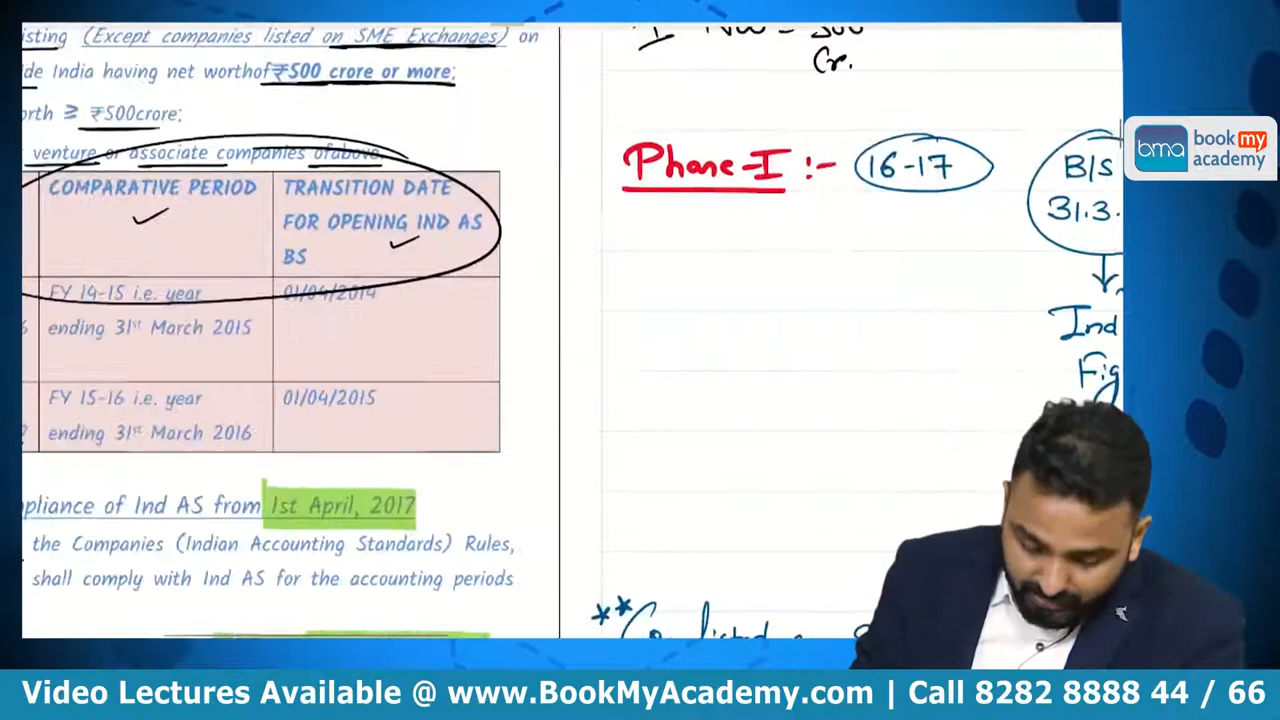 isting (Except companies listed on SME Exchanges) on
de India having net worthof ₹500 crore or more;
orth ≥ ₹500crore;
venture or associate companies ofabove
COMPARATIVE PERIOD
TRANSITION DATE
FOR OPENING IND AS
BS
FY 14-15 i.e. year
ending 31st March 2015
01/04/2014
FY 15-16 i.e. year
ending 31st March 2016
01/04/2015
pliance of Ind AS from 1st April, 2017
the Companies (Indian Accounting Standards) Rules,
shall comply with Ind AS for the accounting periods
500
Cr.
Phase-I :- 16-17
B/S
31.3.
Ind
Fig
**
bma book my
academy
Video Lectures Available @ www.BookMyAcademy.com | Call 8282 8888 44 / 66